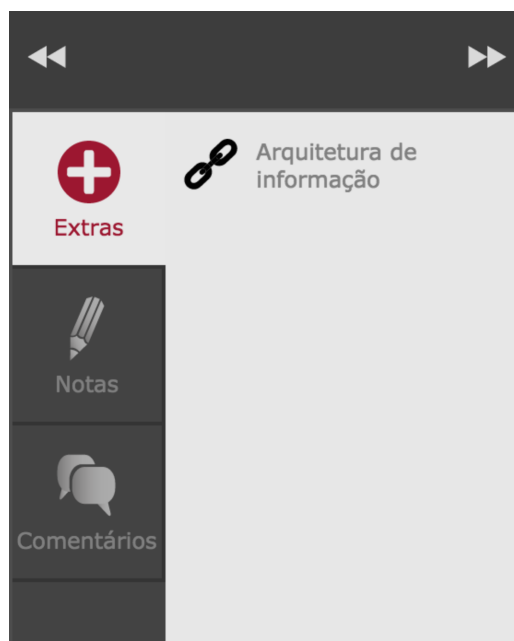 Extras
Arquitetura de
informação
Notas
Comentários